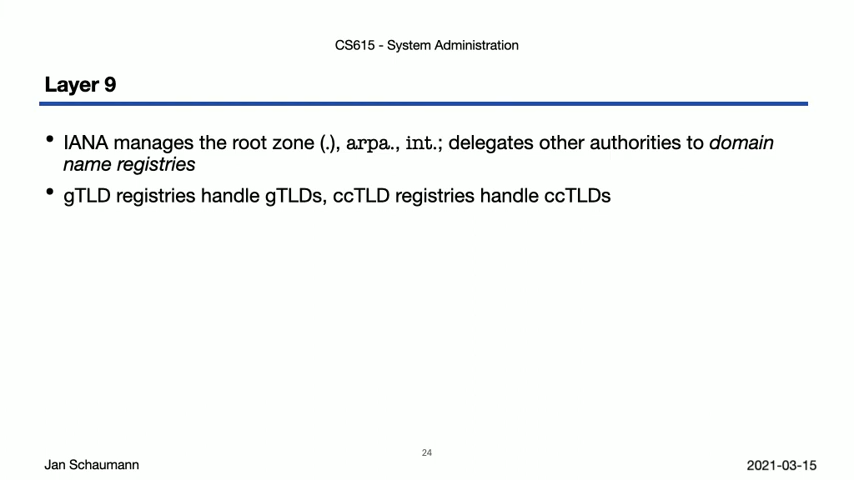 CS615 - System Administration
Layer 9
• IANA manages the root zone (.), arpa., int.; delegates other authorities to domain
name registries
• gTLD registries handle gTLDs, ccTLD registries handle ccTLDs
24
Jan Schaumann
2021-03-15